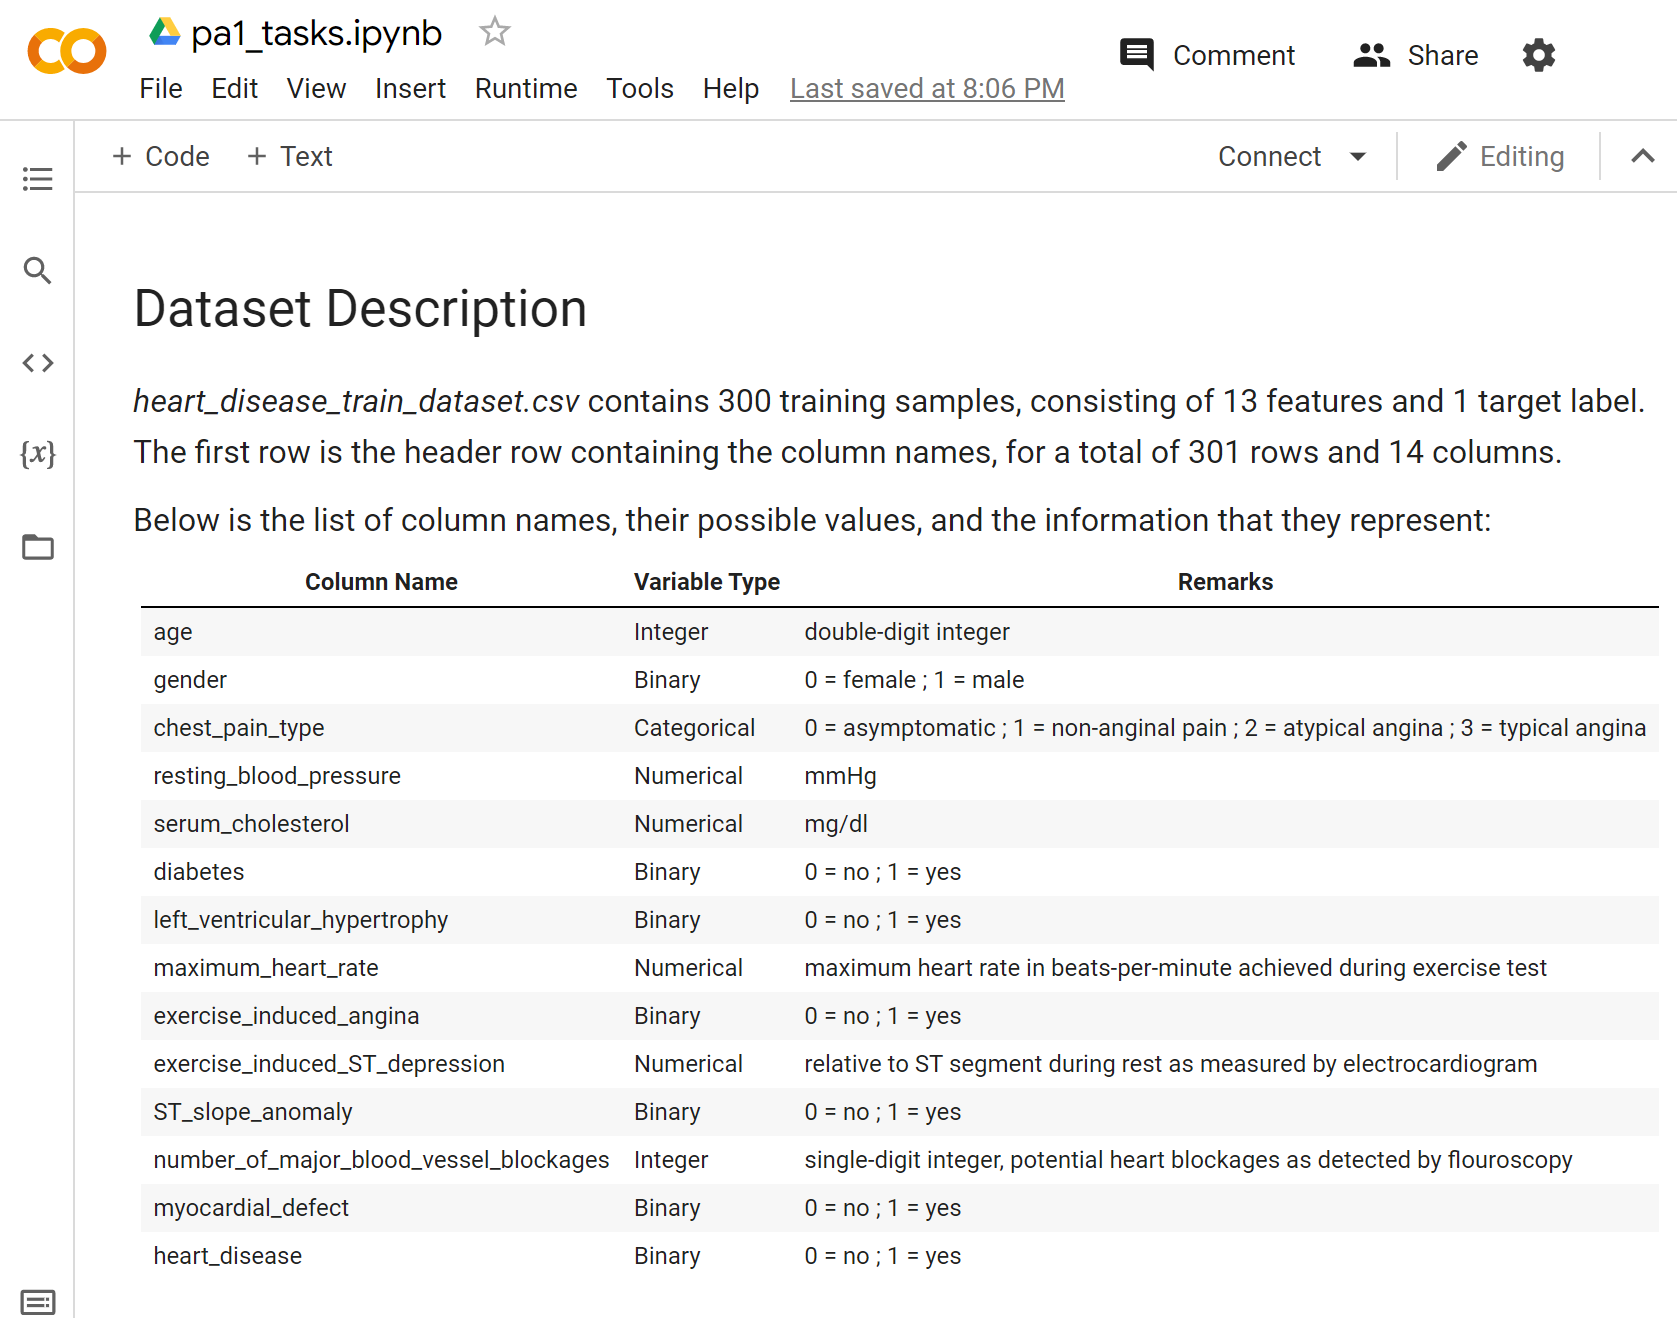 pa1_tasks.ipynb
File Edit View Insert Runtime Tools Help Last saved at 8:06 PM
Comment Share
+ Code + Text Connect Editing
{x}
Dataset Description
heart_disease_train_dataset.csv contains 300 training samples, consisting of 13 features and 1 target label.
The first row is the header row containing the column names, for a total of 301 rows and 14 columns.
Below is the list of column names, their possible values, and the information that they represent:
Column Name Variable Type Remarks
age Integer double-digit integer
gender Binary 0 = female ; 1 = male
chest_pain_type Categorical 0 = asymptomatic ; 1 = non-anginal pain ; 2 = atypical angina ; 3 = typical angina
resting_blood_pressure Numerical mmHg
serum_cholesterol Numerical mg/dl
diabetes Binary 0 = no ; 1 = yes
left_ventricular_hypertrophy Binary 0 = no ; 1 = yes
maximum_heart_rate Numerical maximum heart rate in beats-per-minute achieved during exercise test
exercise_induced_angina Binary 0 = no ; 1 = yes
exercise_induced_ST_depression Numerical relative to ST segment during rest as measured by electrocardiogram
ST_slope_anomaly Binary 0 = no ; 1 = yes
number_of_major_blood_vessel_blockages Integer single-digit integer, potential heart blockages as detected by flouroscopy
myocardial_defect Binary 0 = no ; 1 = yes
heart_disease Binary 0 = no ; 1 = yes